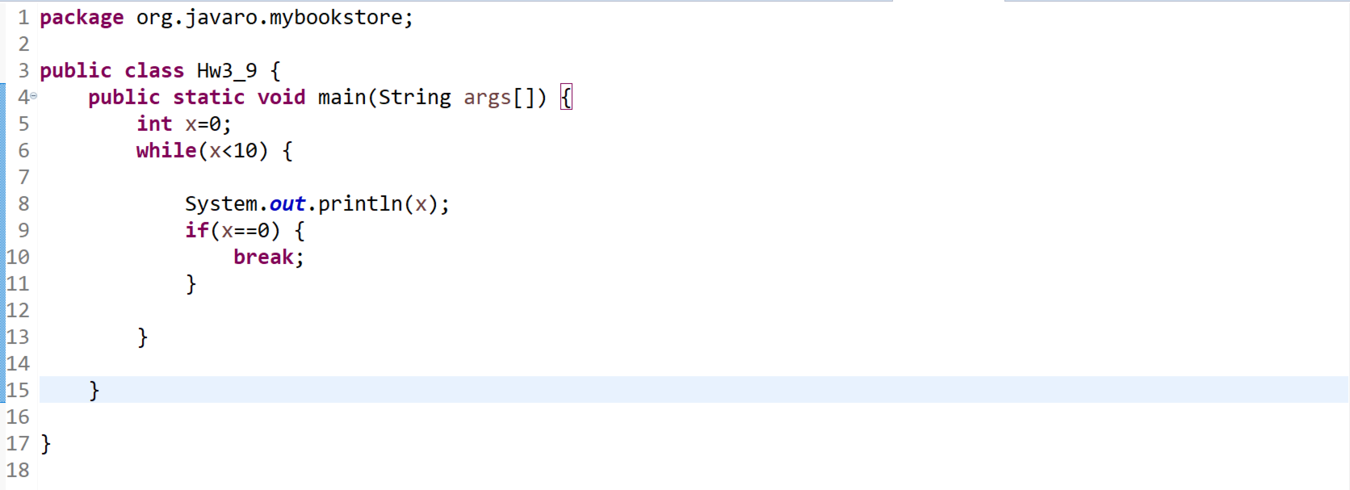 1 package org.javaro.mybookstore;
2
3 public class Hw3_9 {
4     public static void main(String args[]) {
5         int x=0;
6         while(x<10) {
7
8             System.out.println(x);
9             if(x==0) {
10                 break;
11             }
12
13         }
14
15     }
16
17 }
18